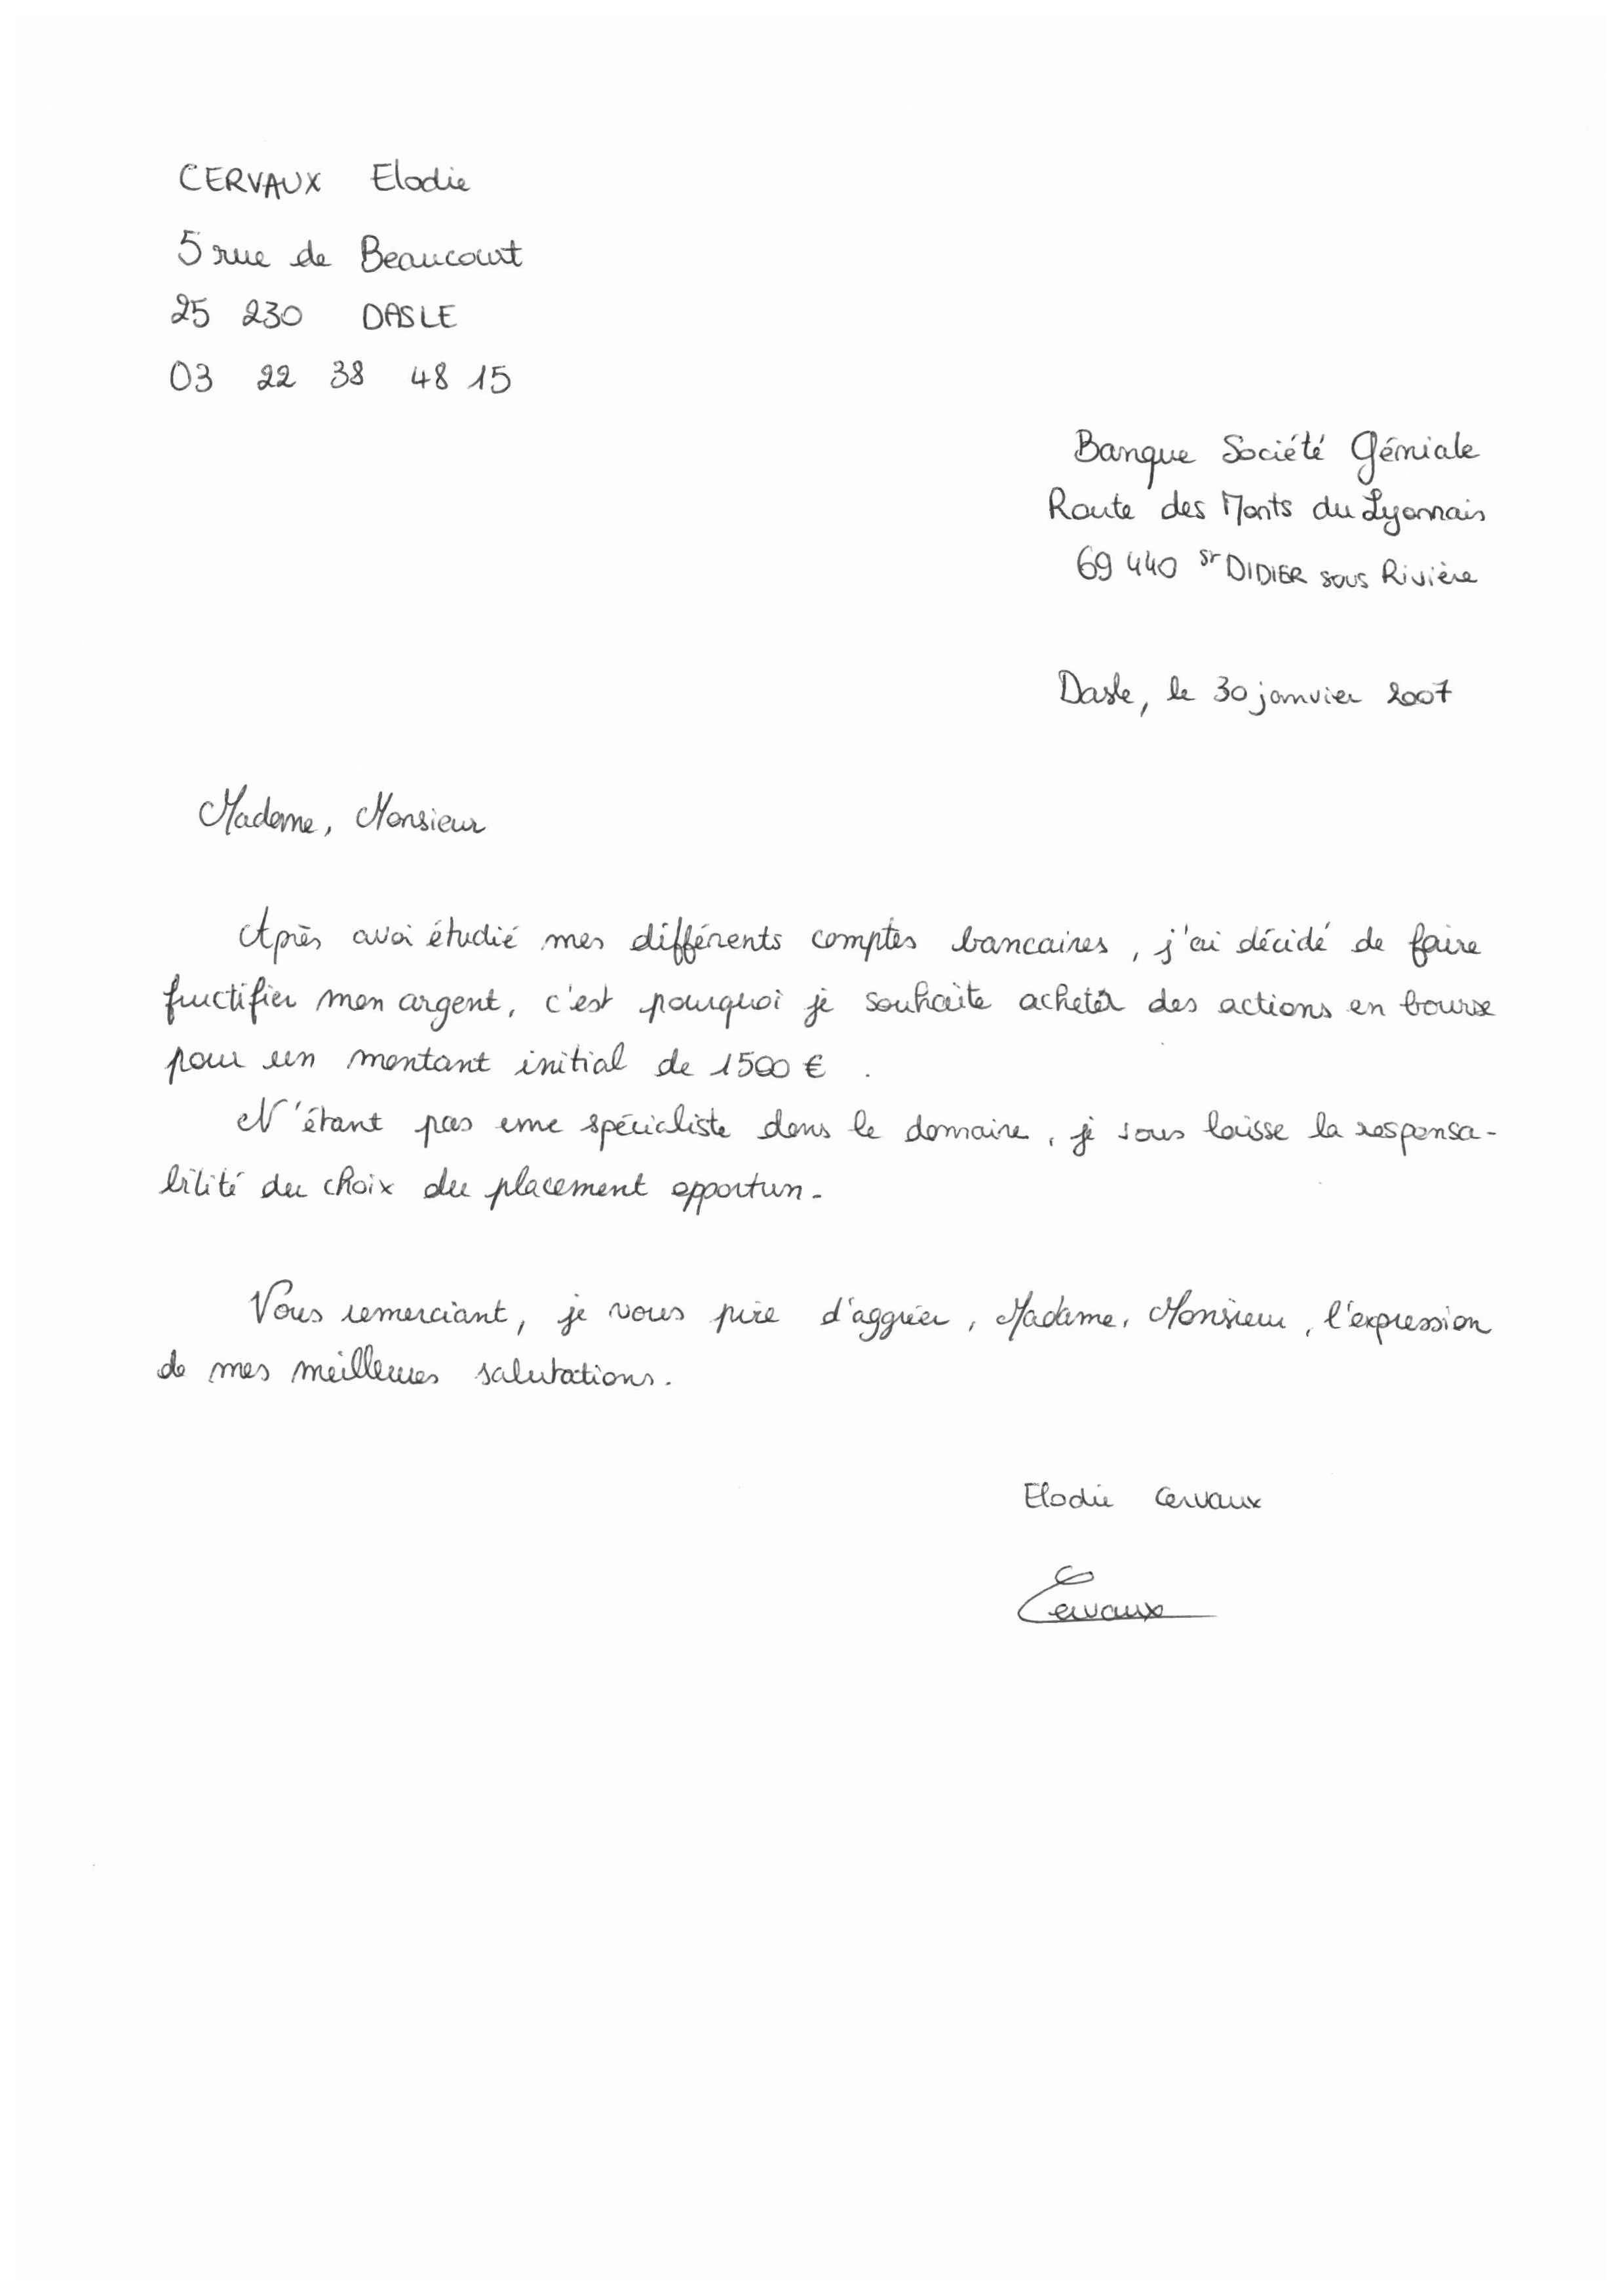 CERVAUX Elodie
5 rue de Beaucourt
25 230 DASLE
03 22 38 48 15
Banque Société Géniale
Route des Monts du Lyonnais
69 440 St DIDIER sous Rivière
Dasle, le 30 janvier 2007
Madame, Monsieur
Après avoi étudié mes différents comptes bancaires, j'ai décidé de faire
fructifier mon argent, c'est pourquoi je souhaite acheter des actions en bourse
pour un montant initial de 1500 € .
N'étant pas une spécialiste dans le domaine, je vous laisse la responsa-
bilité du choix du placement opportun.
Vous remerciant, je vous prie d'aggréer, Madame, Monsieur, l'expression
de mes meilleures salutations.
Elodie Cervaux
Cervaux